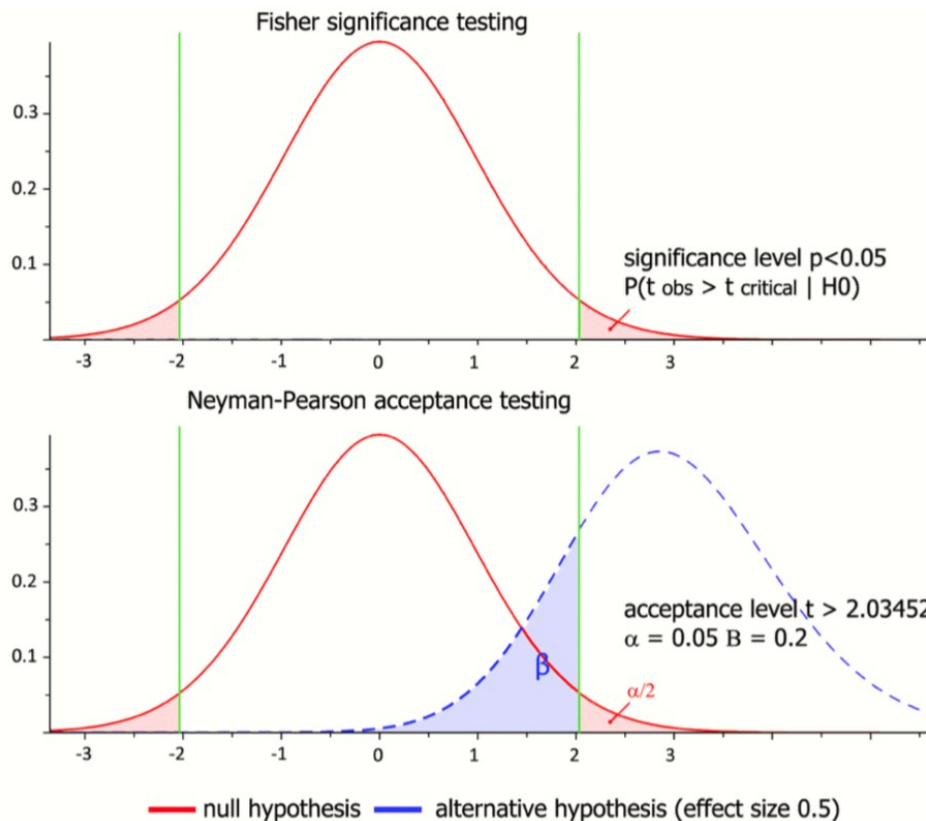 Fisher significance testing
0.3
0.2
0.1
significance level p<0.05
P(t obs > t critical | H0)
-3 -2 -1 0 1 2 3
Neyman-Pearson acceptance testing
0.3
0.2
acceptance level t > 2.03452
α = 0.05 B = 0.2
0.1
β
α/2
-3 -2 -1 0 1 2 3
null hypothesis alternative hypothesis (effect size 0.5)